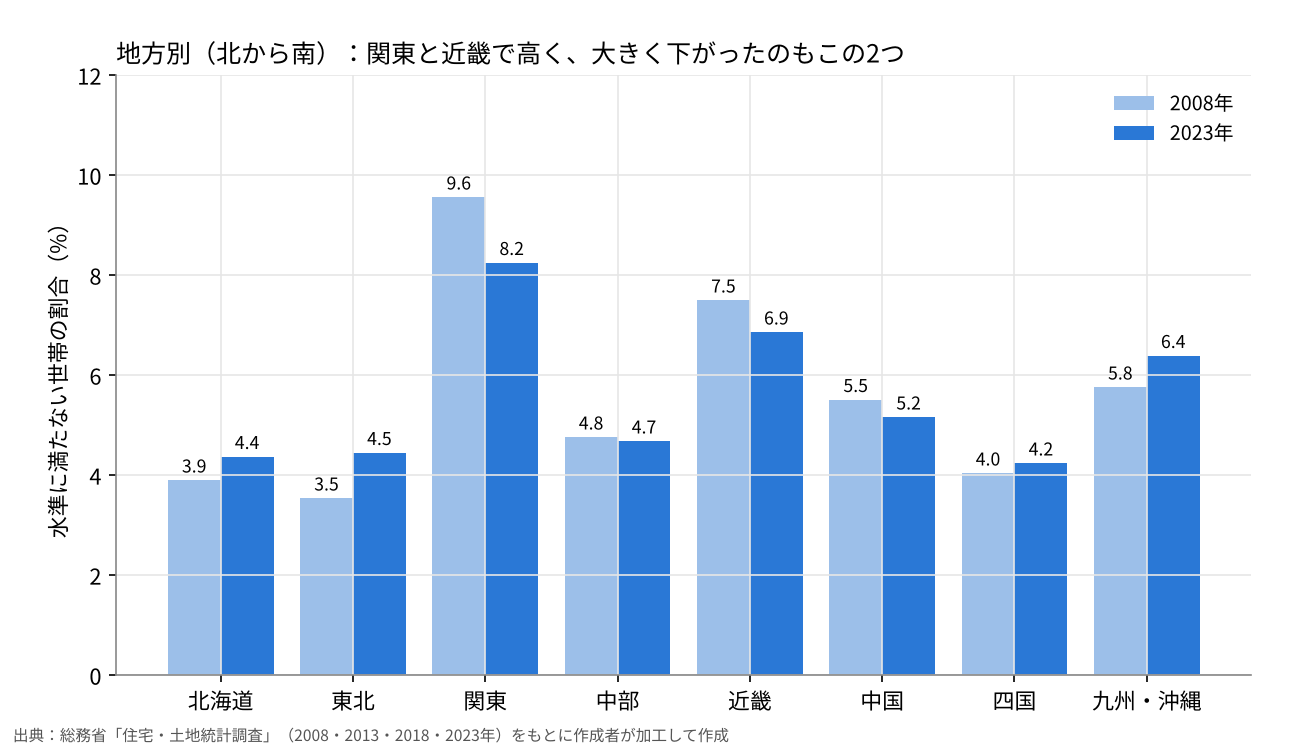 地方別（北から南）：関東と近畿で高く、大きく下がったのもこの2つ
12
10
8
6
4
2
0
水準に満たない世帯の割合（%）
2008年
2023年
3.9 4.4 3.5 4.5 9.6 8.2 4.8 4.7 7.5 6.9 5.5 5.2 4.0 4.2 5.8 6.4
北海道 東北 関東 中部 近畿 中国 四国 九州・沖縄
出典：総務省「住宅・土地統計調査」（2008・2013・2018・2023年）をもとに作成者が加工して作成